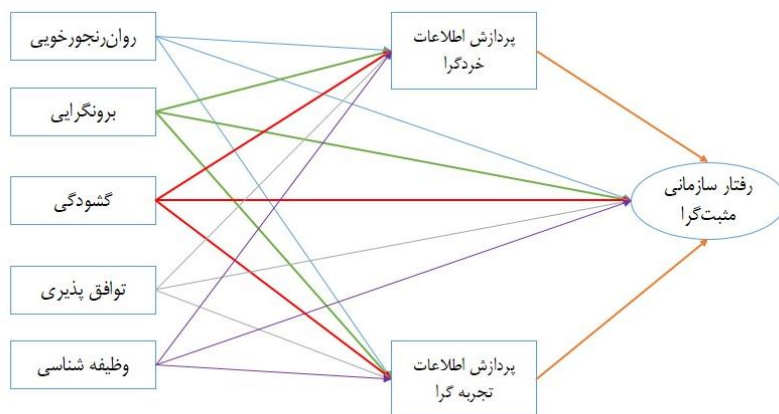 روان‌رنجورخویی
برونگرایی
گشودگی
توافق پذیری
وظیفه شناسی
پردازش اطلاعات
خردگرا
پردازش اطلاعات
تجربه گرا
رفتار سازمانی
مثبت‌گرا